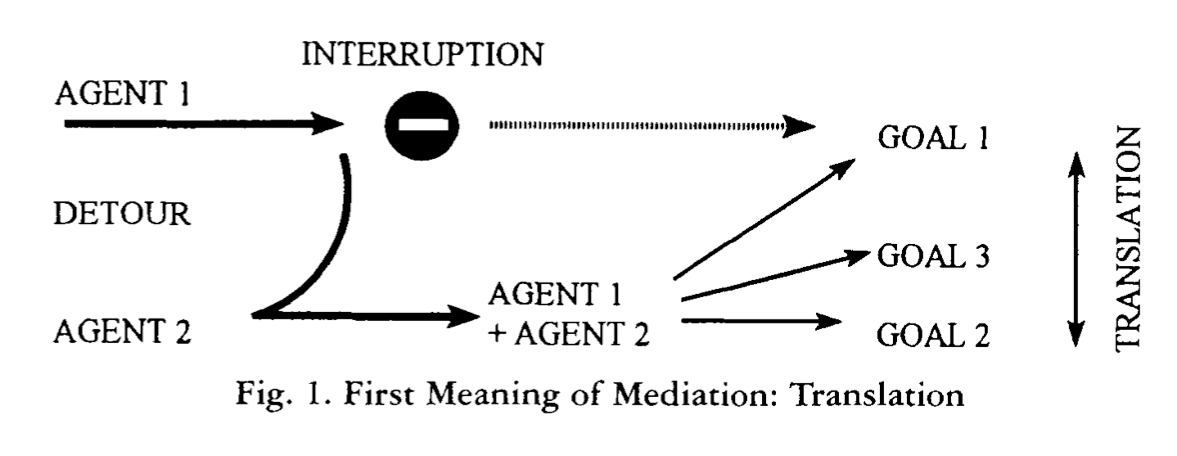 INTERRUPTION
AGENT 1
GOAL 1
DETOUR
GOAL 3
AGENT 1
+ AGENT 2
AGENT 2
GOAL 2
TRANSLATION
Fig. 1. First Meaning of Mediation: Translation